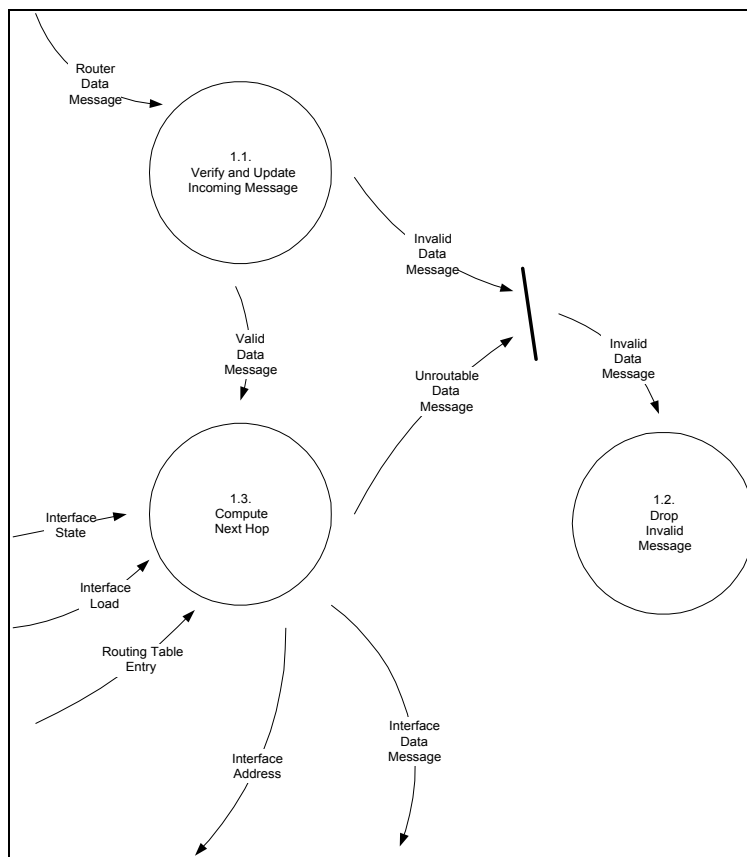 Router
Data
Message
1.1.
Verify and Update
Incoming Message
Invalid
Data
Message
Valid
Data
Message
Unroutable
Data
Message
Invalid
Data
Message
1.3.
Compute
Next Hop
1.2.
Drop
Invalid
Message
Interface
State
Interface
Load
Routing Table
Entry
Interface
Address
Interface
Data
Message